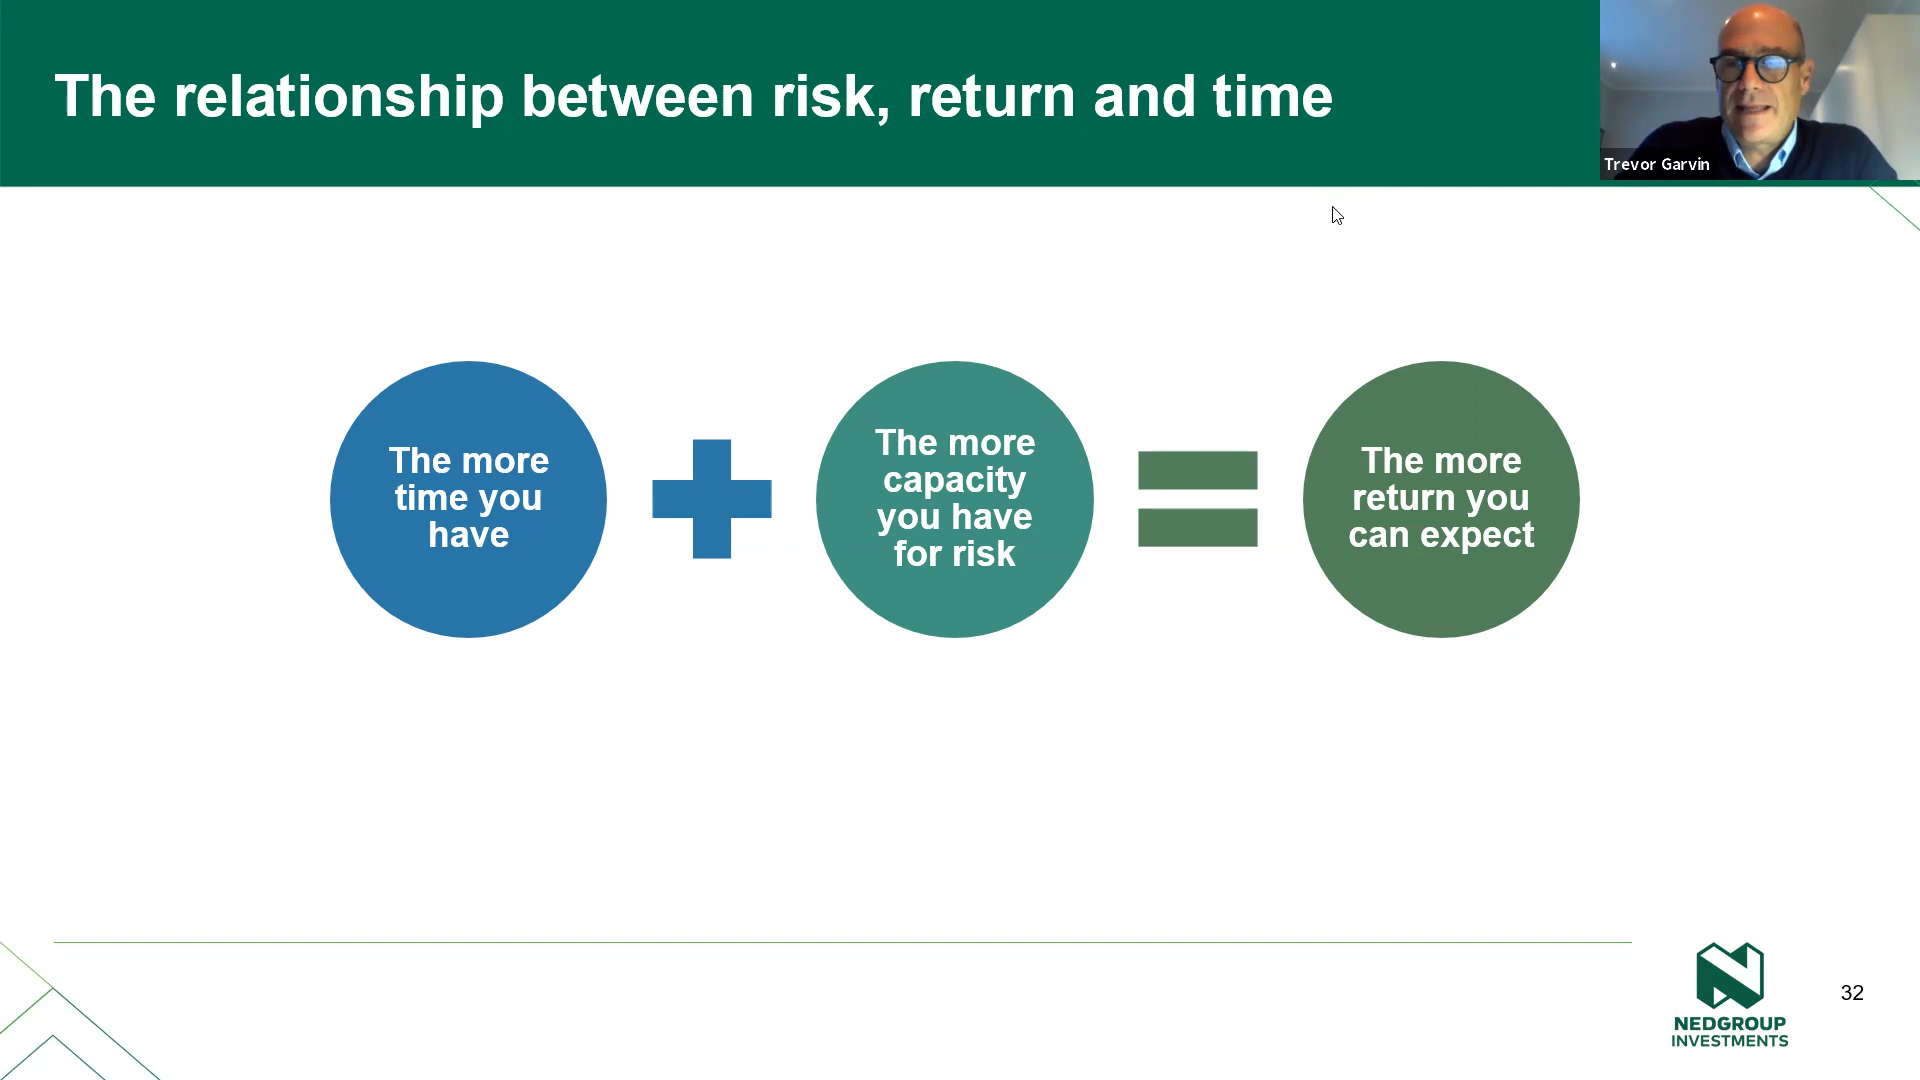 The relationship between risk, return and time
Trevor Garvin
The more
time you
have
The more
capacity
you have
for risk
The more
return you
can expect
NEDGROUP
INVESTMENTS
32